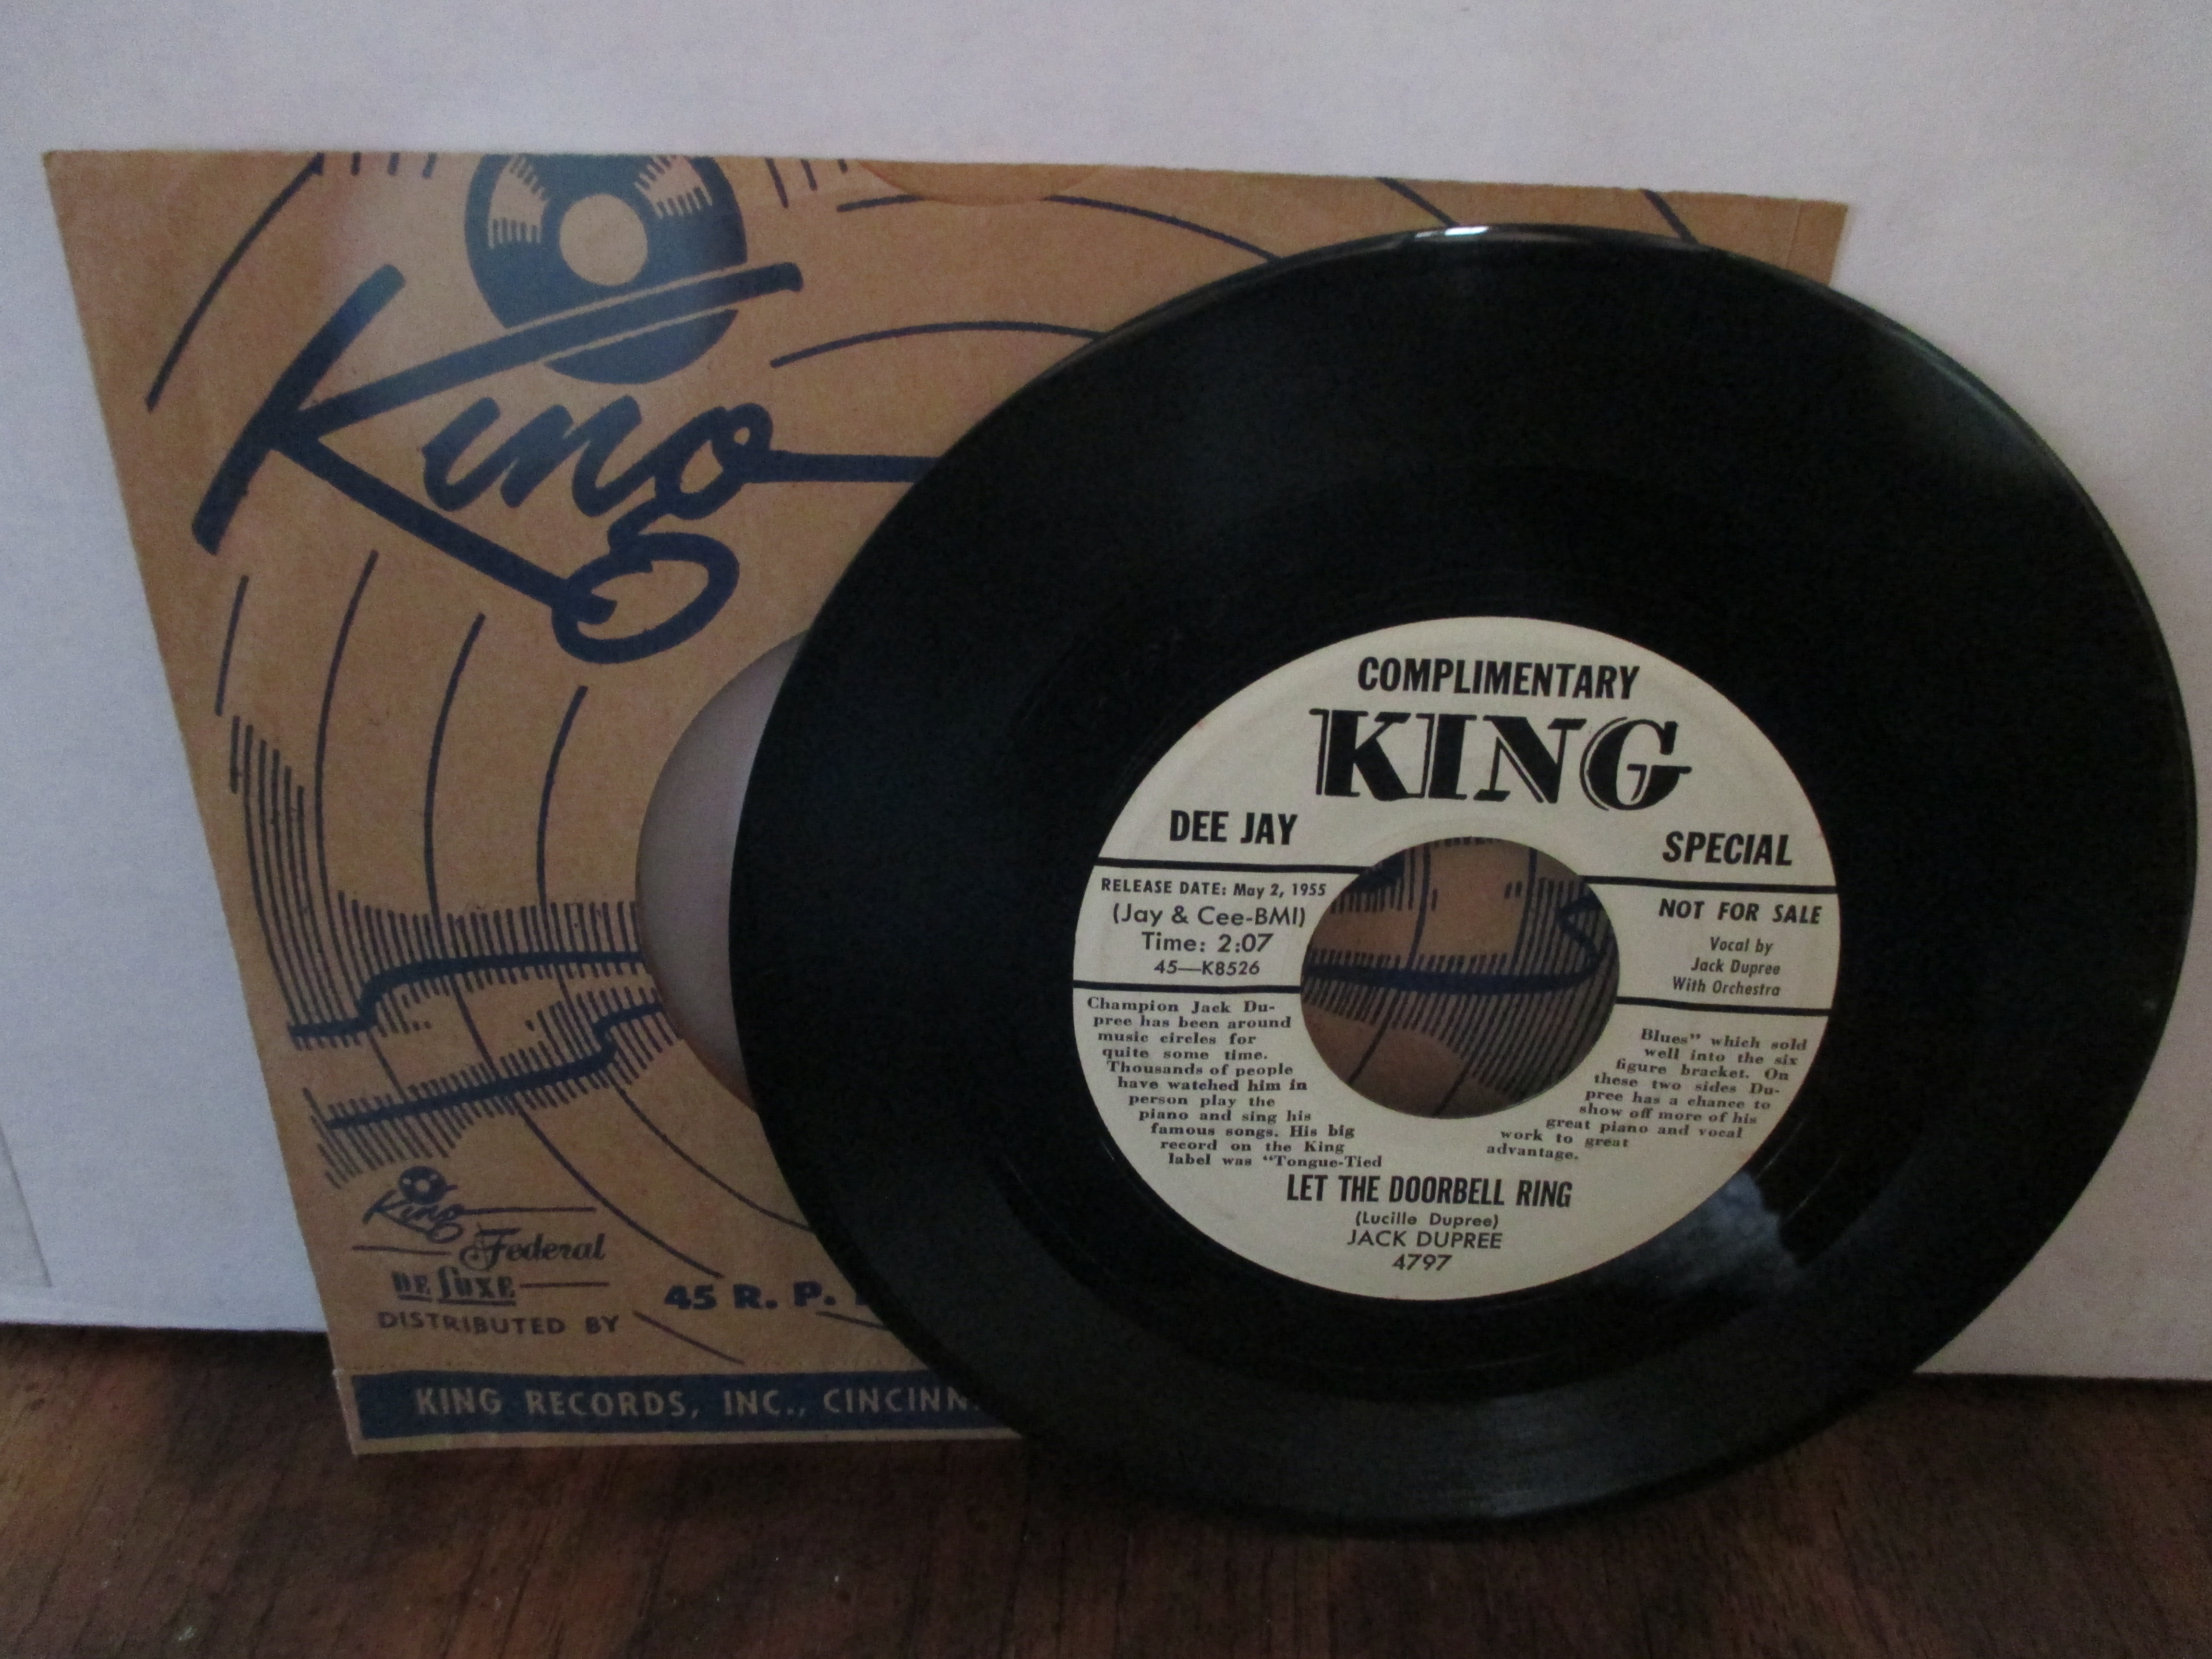 King
King
Federal
DE LUXE
DISTRIBUTED BY
45 R. P.
KING RECORDS, INC., CINCINN
COMPLIMENTARY
KING
DEE JAY
SPECIAL
RELEASE DATE: May 2, 1955
(Jay & Cee-BMI)
Time: 2:07
45—K8526
NOT FOR SALE
Vocal by
Jack Dupree
With Orchestra
Champion Jack Du-
pree has been around
music circles for
quite some time.
Thousands of people
have watched him in
person play the
piano and sing his
famous songs. His big
record on the King
label was "Tongue-Tied
Blues" which sold
well into the six
figure bracket. On
these two sides Du-
pree has a chance to
show off more of his
great piano and vocal
work to great
advantage.
LET THE DOORBELL RING
(Lucille Dupree)
JACK DUPREE
4797